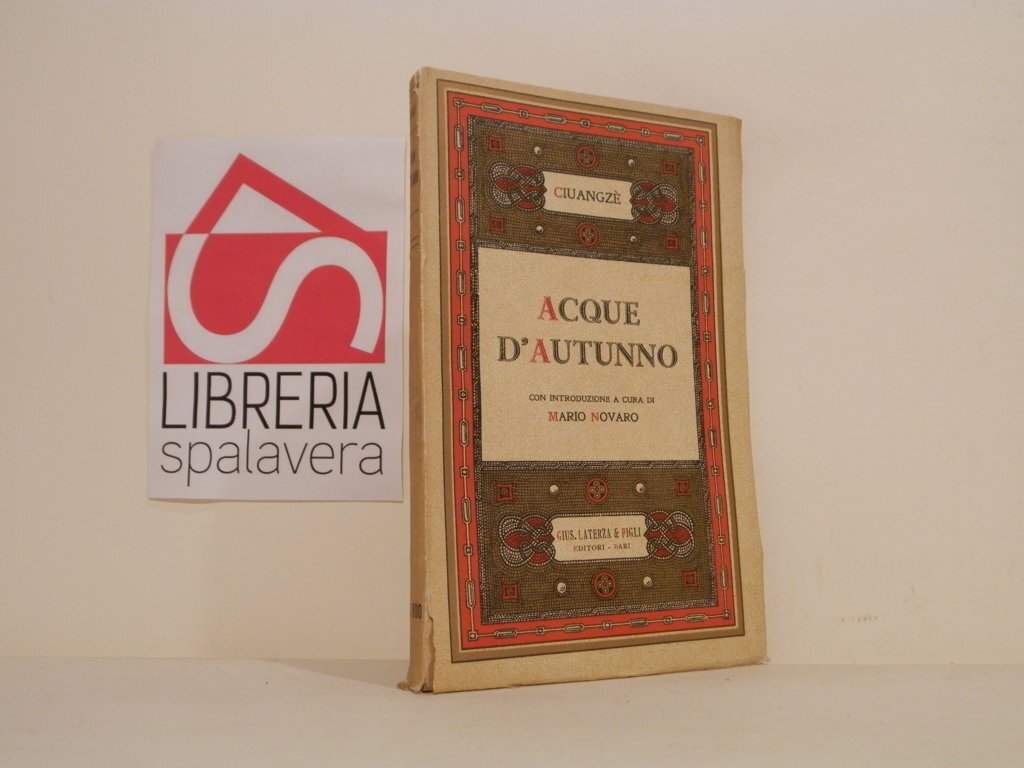 LIBRERIA
spalavera
CIUANGZÈ
ACQUE
D'AUTUNNO
CON INTRODUZIONE A CURA DI
MARIO NOVARO
GIUS. LATERZA & FIGLI
EDITORI - BARI